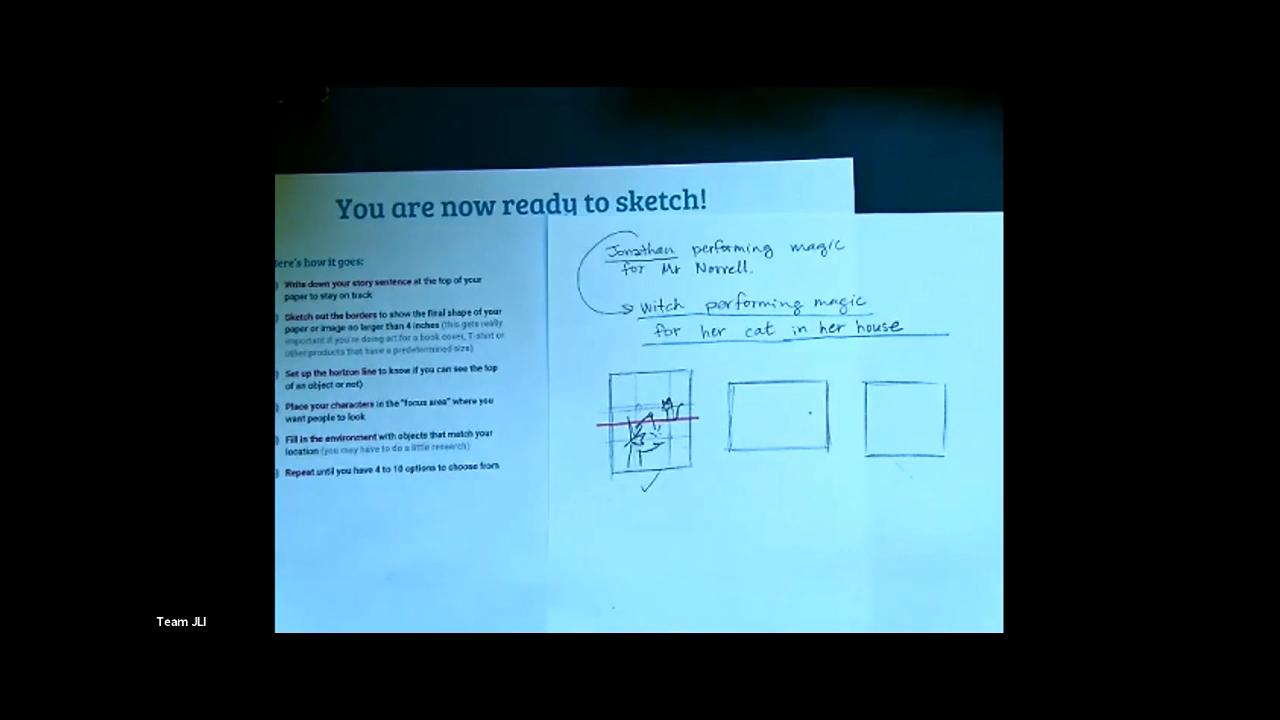 You are now ready to sketch!
ere's how it goes:
Write down your story sentence at the top of your
paper to stay on track
Sketch out the borders to show the final shape of your
paper or image no larger than 4 inches (this gets really
important if you're doing art for a book cover, T-shirt or
other products that have a predetermined size)
Set up the horizon line to know if you can see the top
of an object or not)
Place your characters in the "focus area" where you
want people to look
Fill in the environment with objects that match your
location (you may have to do a little research)
Repeat until you have 4 to 10 options to choose from
Jonathan performing magic
for Mr Norrell.
witch performing magic
for her cat in her house
Team JLI